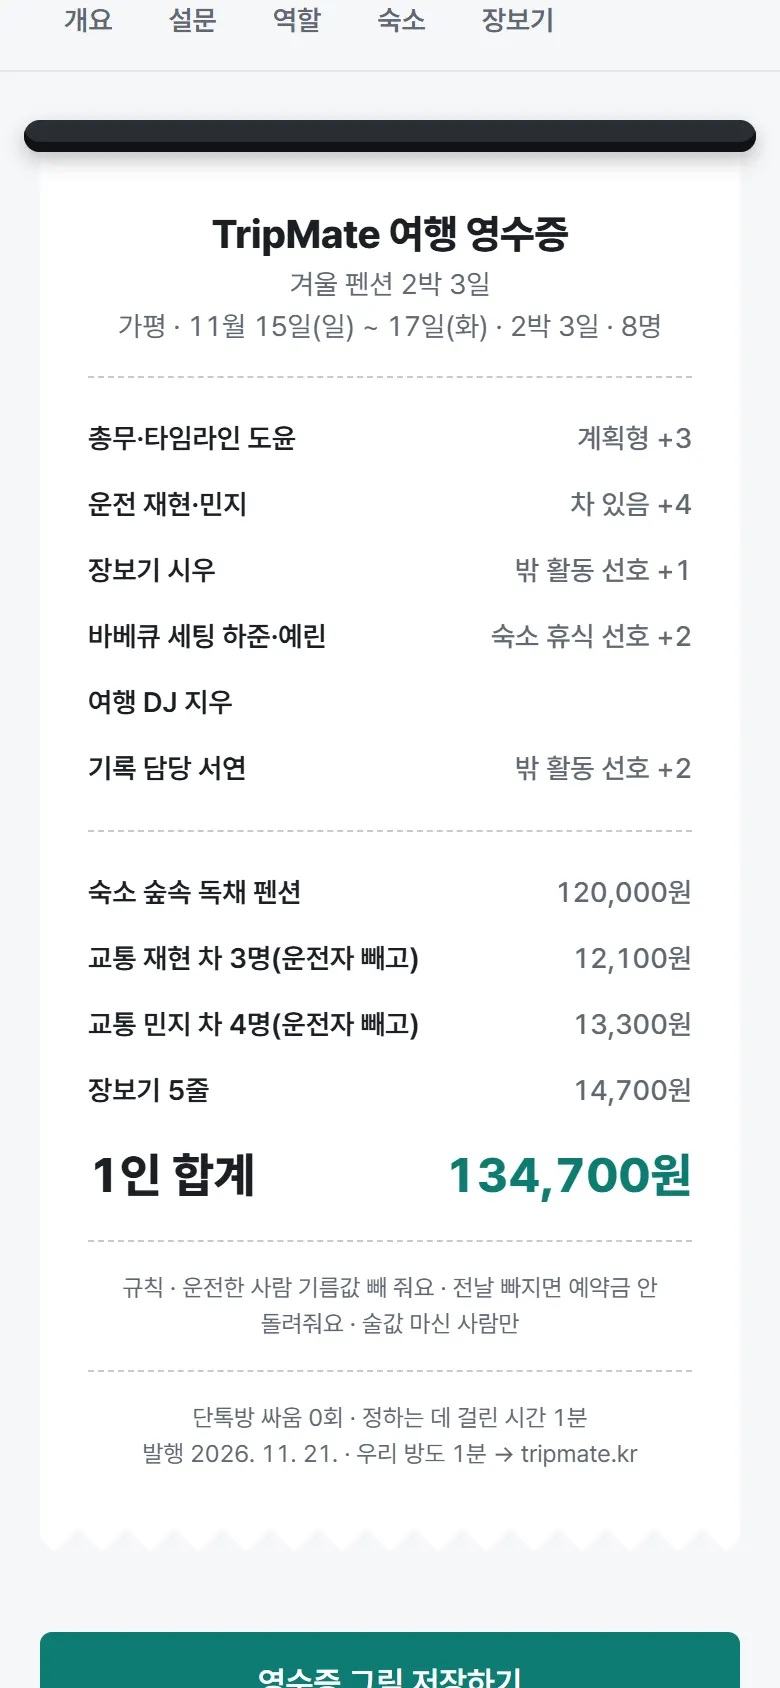 개요 설문 역할 숙소 장보기
TripMate 여행 영수증
겨울 펜션 2박 3일
가평 · 11월 15일(일) ~ 17일(화) · 2박 3일 · 8명
총무·타임라인 도윤 계획형 +3
운전 재현·민지 차 있음 +4
장보기 시우 밖 활동 선호 +1
바베큐 세팅 하준·예린 숙소 휴식 선호 +2
여행 DJ 지우
기록 담당 서연 밖 활동 선호 +2
숙소 숲속 독채 펜션 120,000원
교통 재현 차 3명(운전자 빼고) 12,100원
교통 민지 차 4명(운전자 빼고) 13,300원
장보기 5줄 14,700원
1인 합계 134,700원
규칙 · 운전한 사람 기름값 빼 줘요 · 전날 빠지면 예약금 안
돌려줘요 · 술값 마신 사람만
단톡방 싸움 0회 · 정하는 데 걸린 시간 1분
발행 2026. 11. 21. · 우리 방도 1분 → tripmate.kr
영수증 그림 저장하기